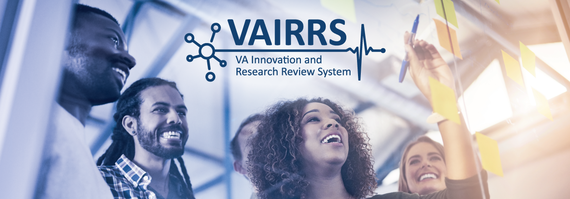 VAIRRS
VA Innovation and
Research Review System